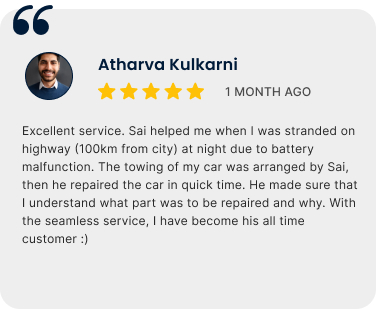 Atharva Kulkarni
1 MONTH AGO
Excellent service. Sai helped me when I was stranded on
highway (100km from city) at night due to battery
malfunction. The towing of my car was arranged by Sai,
then he repaired the car in quick time. He made sure that
I understand what part was to be repaired and why. With
the seamless service, I have become his all time
customer :)